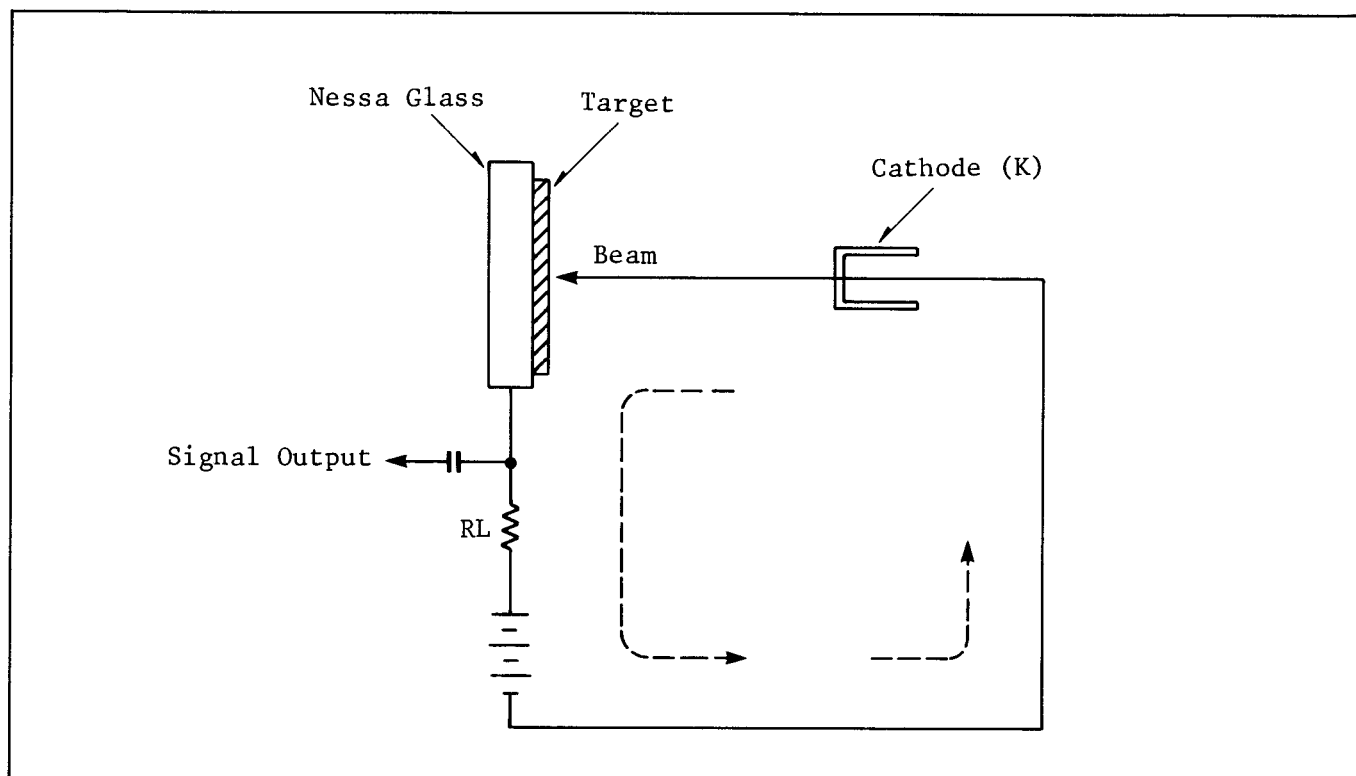 Nessa Glass
Target
Cathode (K)
Beam
Signal Output
RL